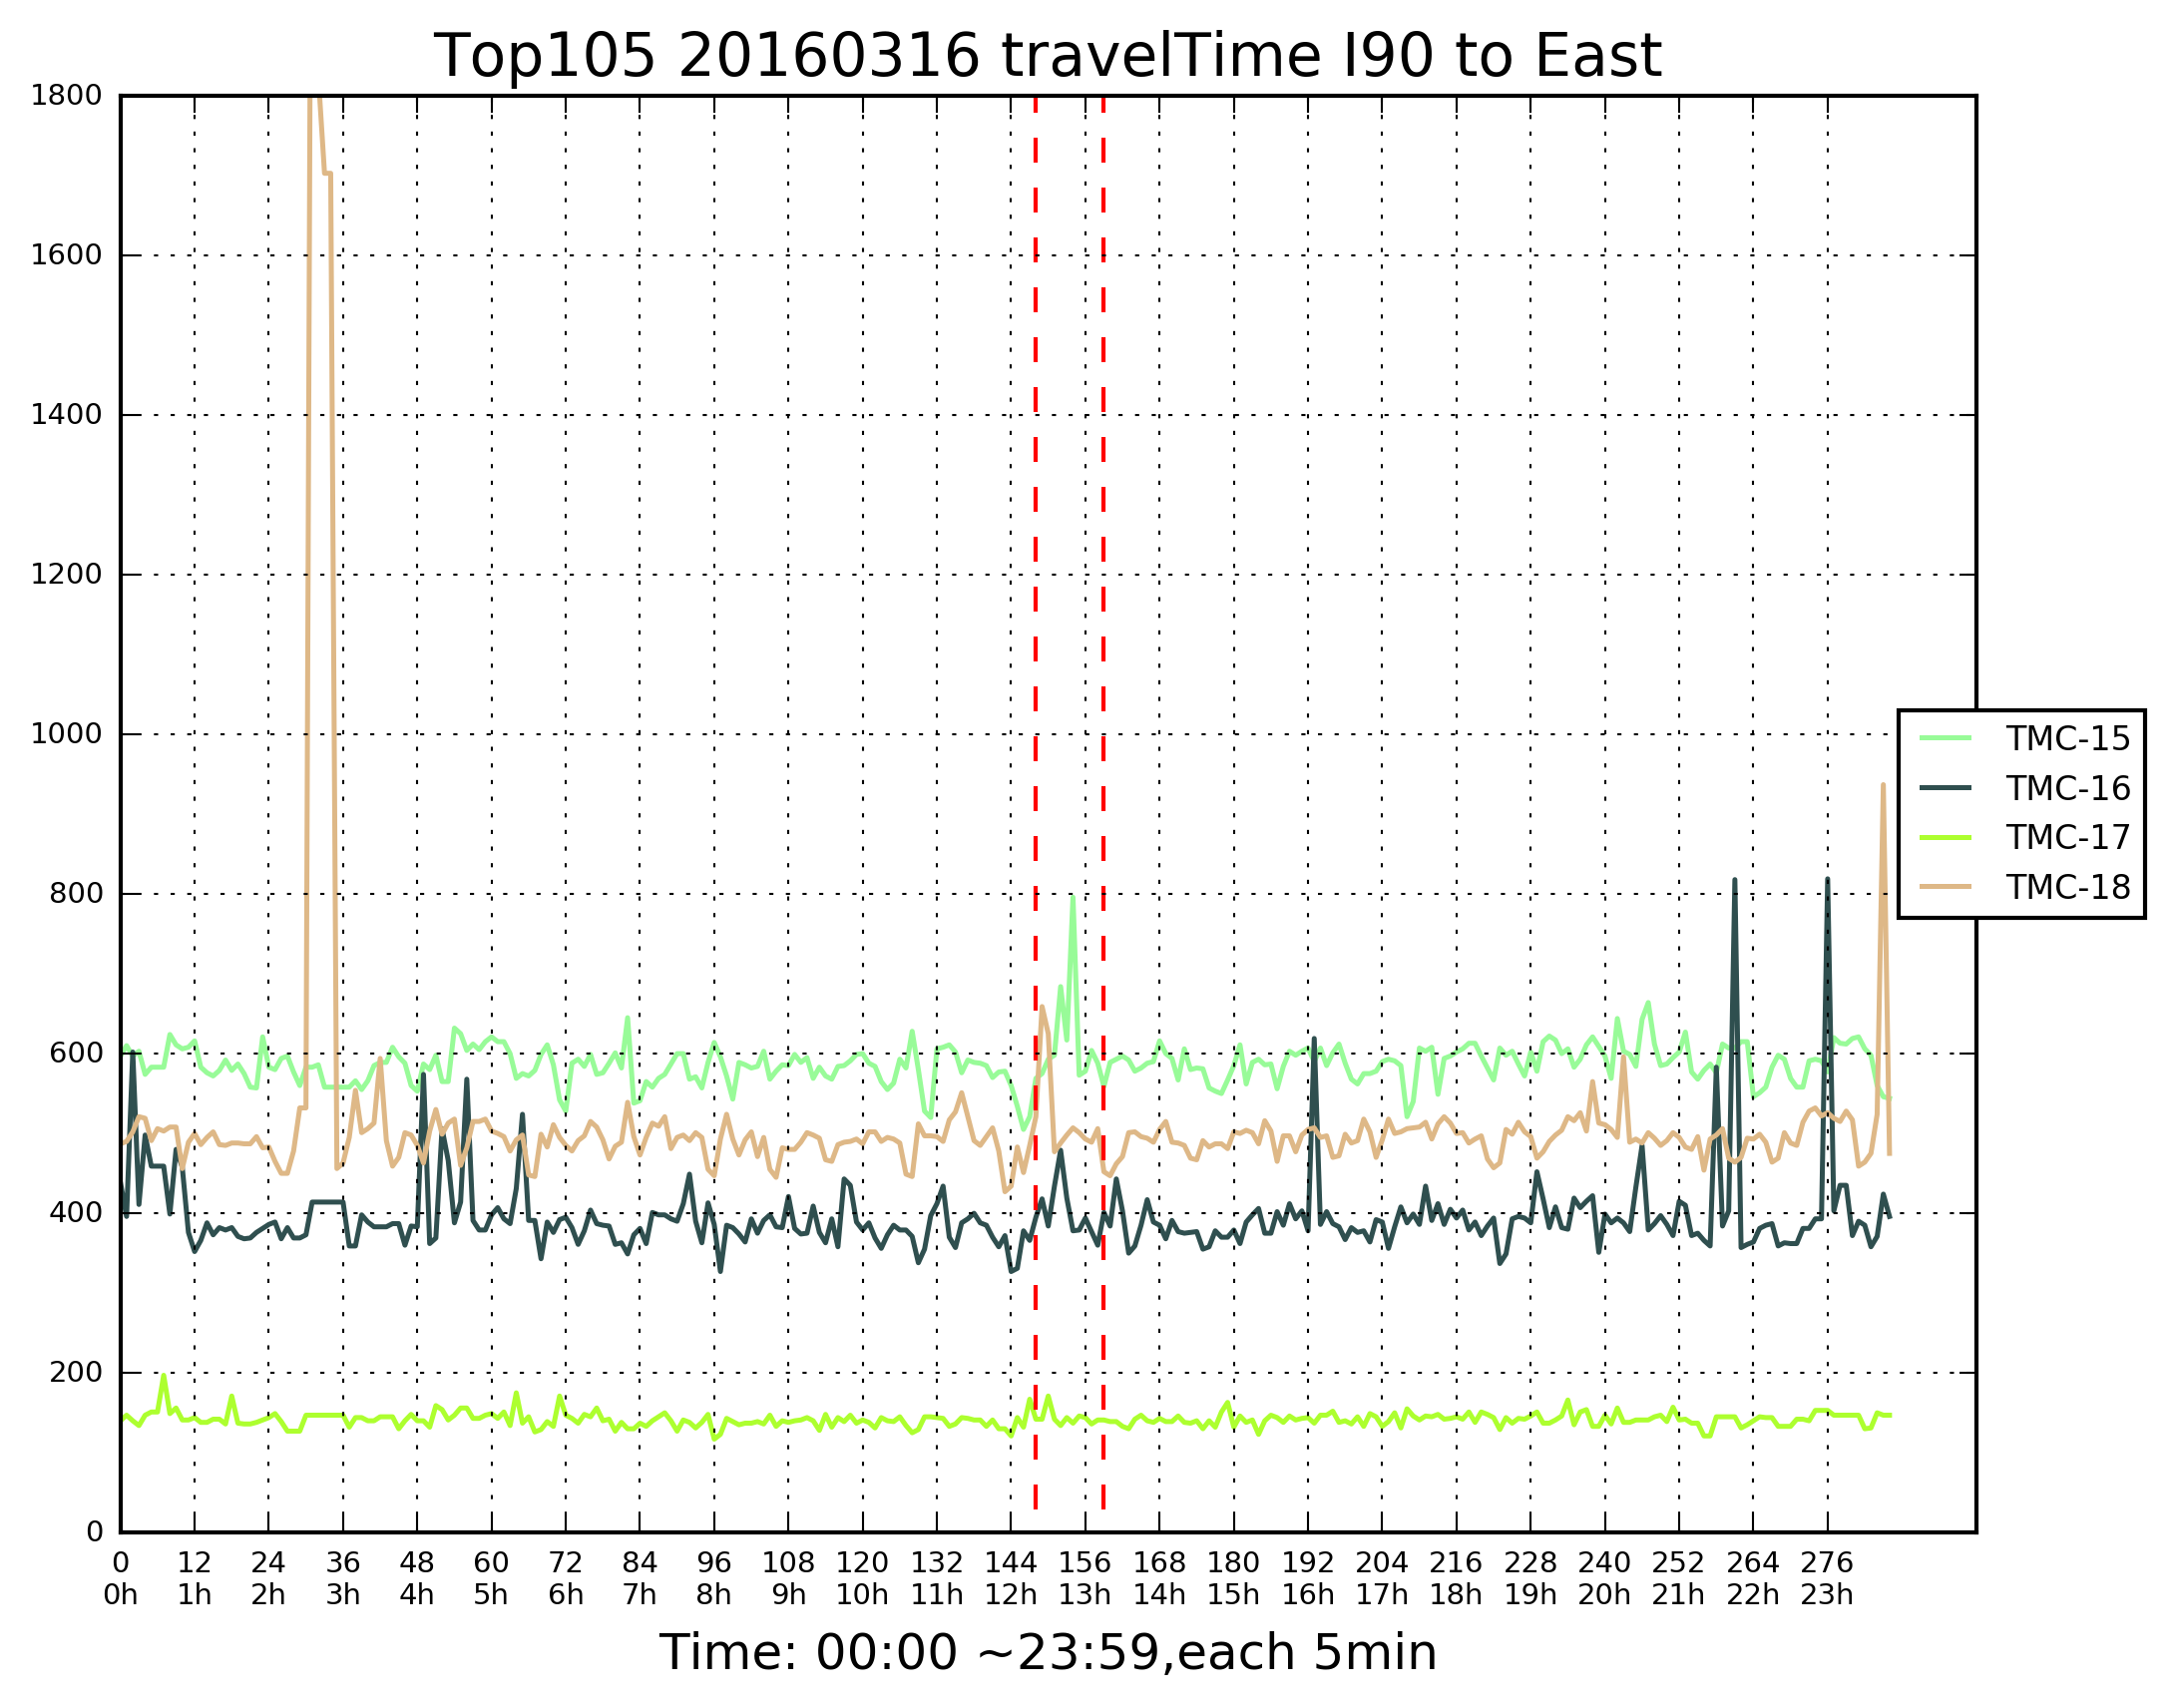 Top105 20160316 travelTime I90 to East
1800
1600
1400
1200
1000
800
600
400
200
0
TMC-15
TMC-16
TMC-17
TMC-18
0 12 24 36 48 60 72 84 96 108 120 132 144 156 168 180 192 204 216 228 240 252 264 276
0h 1h 2h 3h 4h 5h 6h 7h 8h 9h 10h 11h 12h 13h 14h 15h 16h 17h 18h 19h 20h 21h 22h 23h
Time: 00:00 ~23:59,each 5min